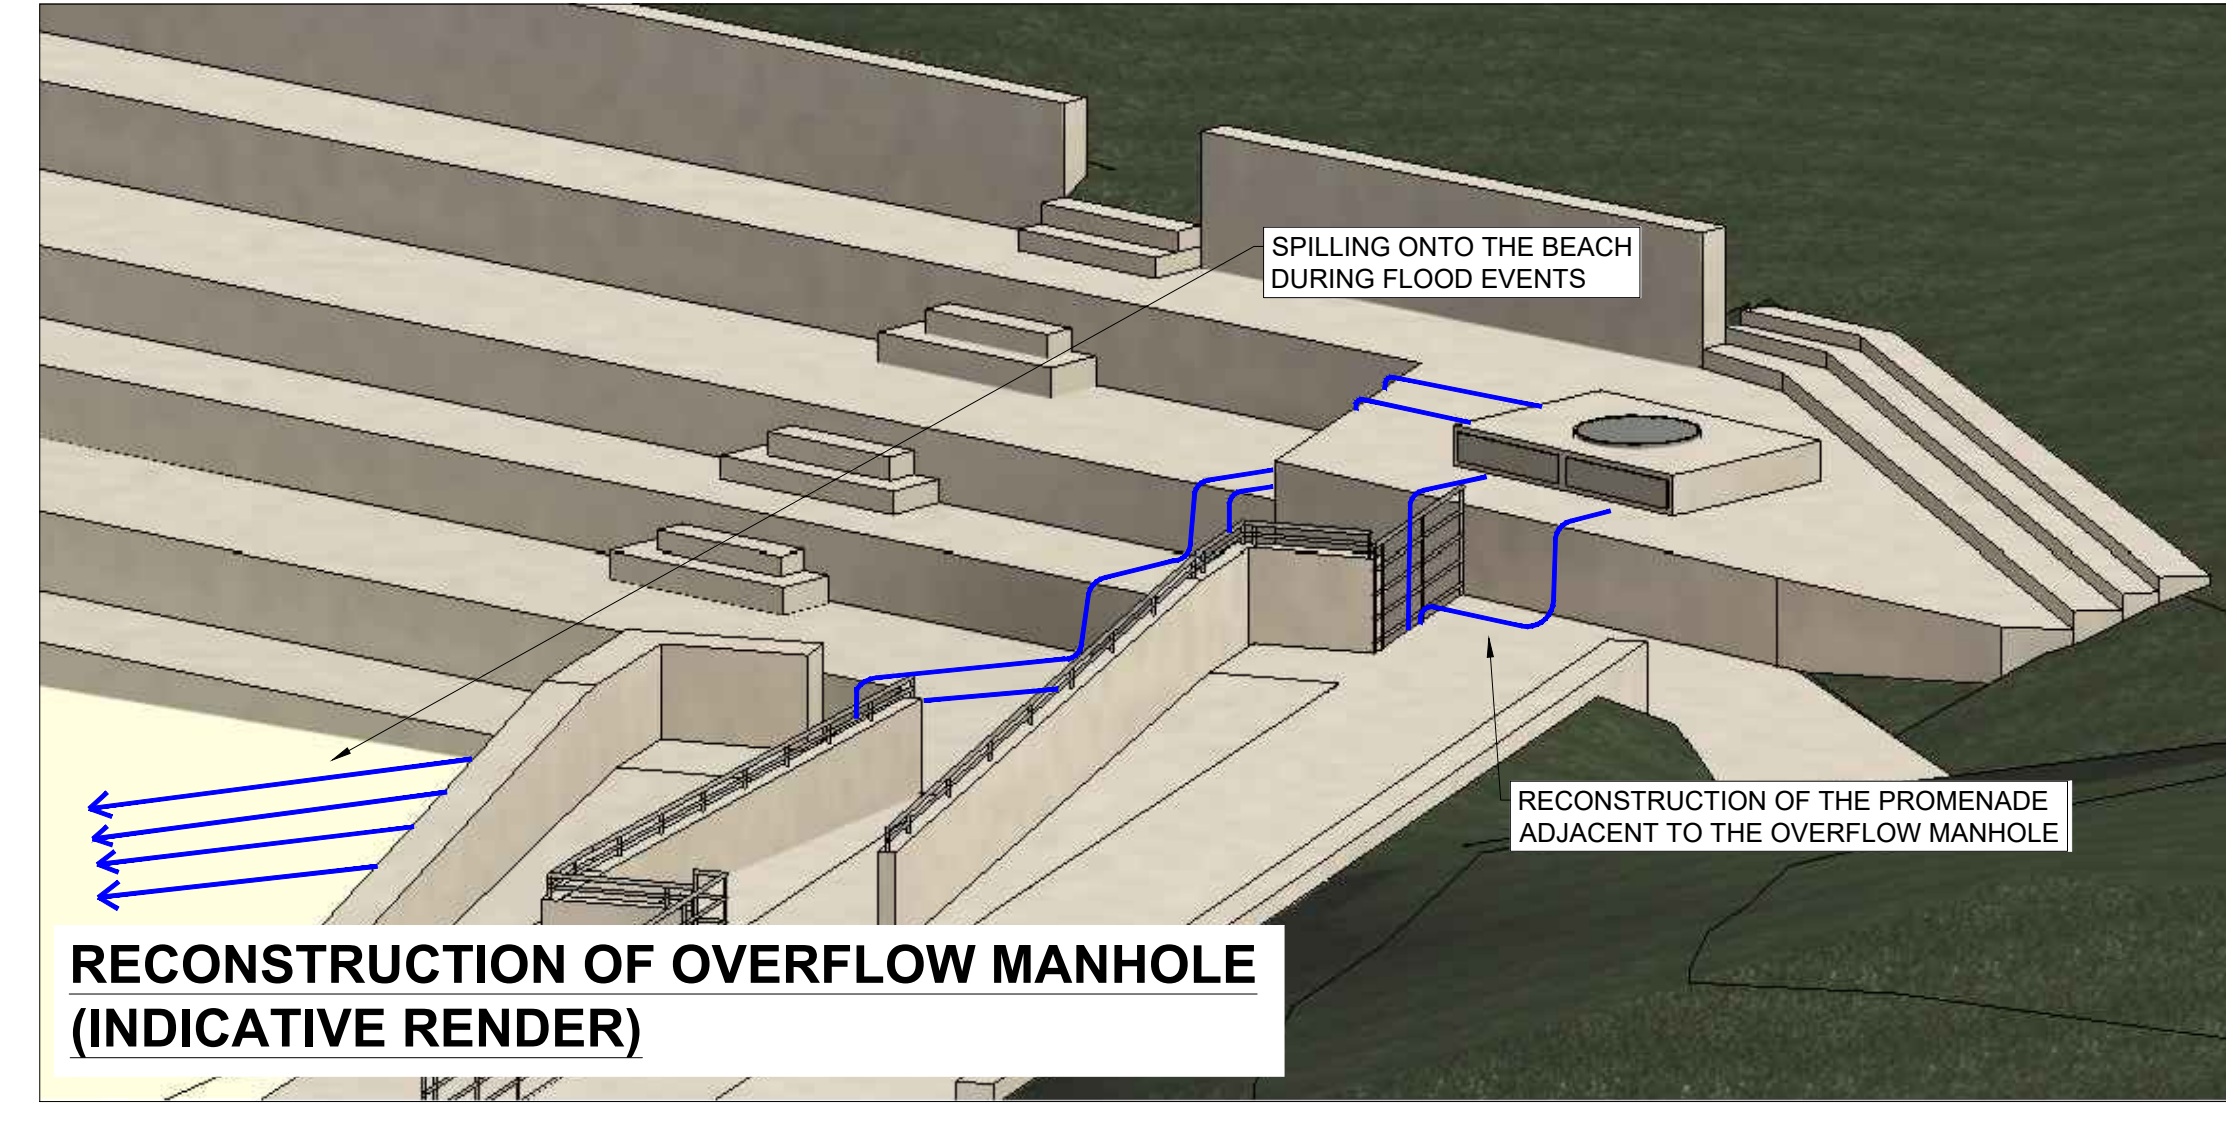 SPILLING ONTO THE BEACH
DURING FLOOD EVENTS
RECONSTRUCTION OF THE PROMENADE
ADJACENT TO THE OVERFLOW MANHOLE
RECONSTRUCTION OF OVERFLOW MANHOLE
(INDICATIVE RENDER)